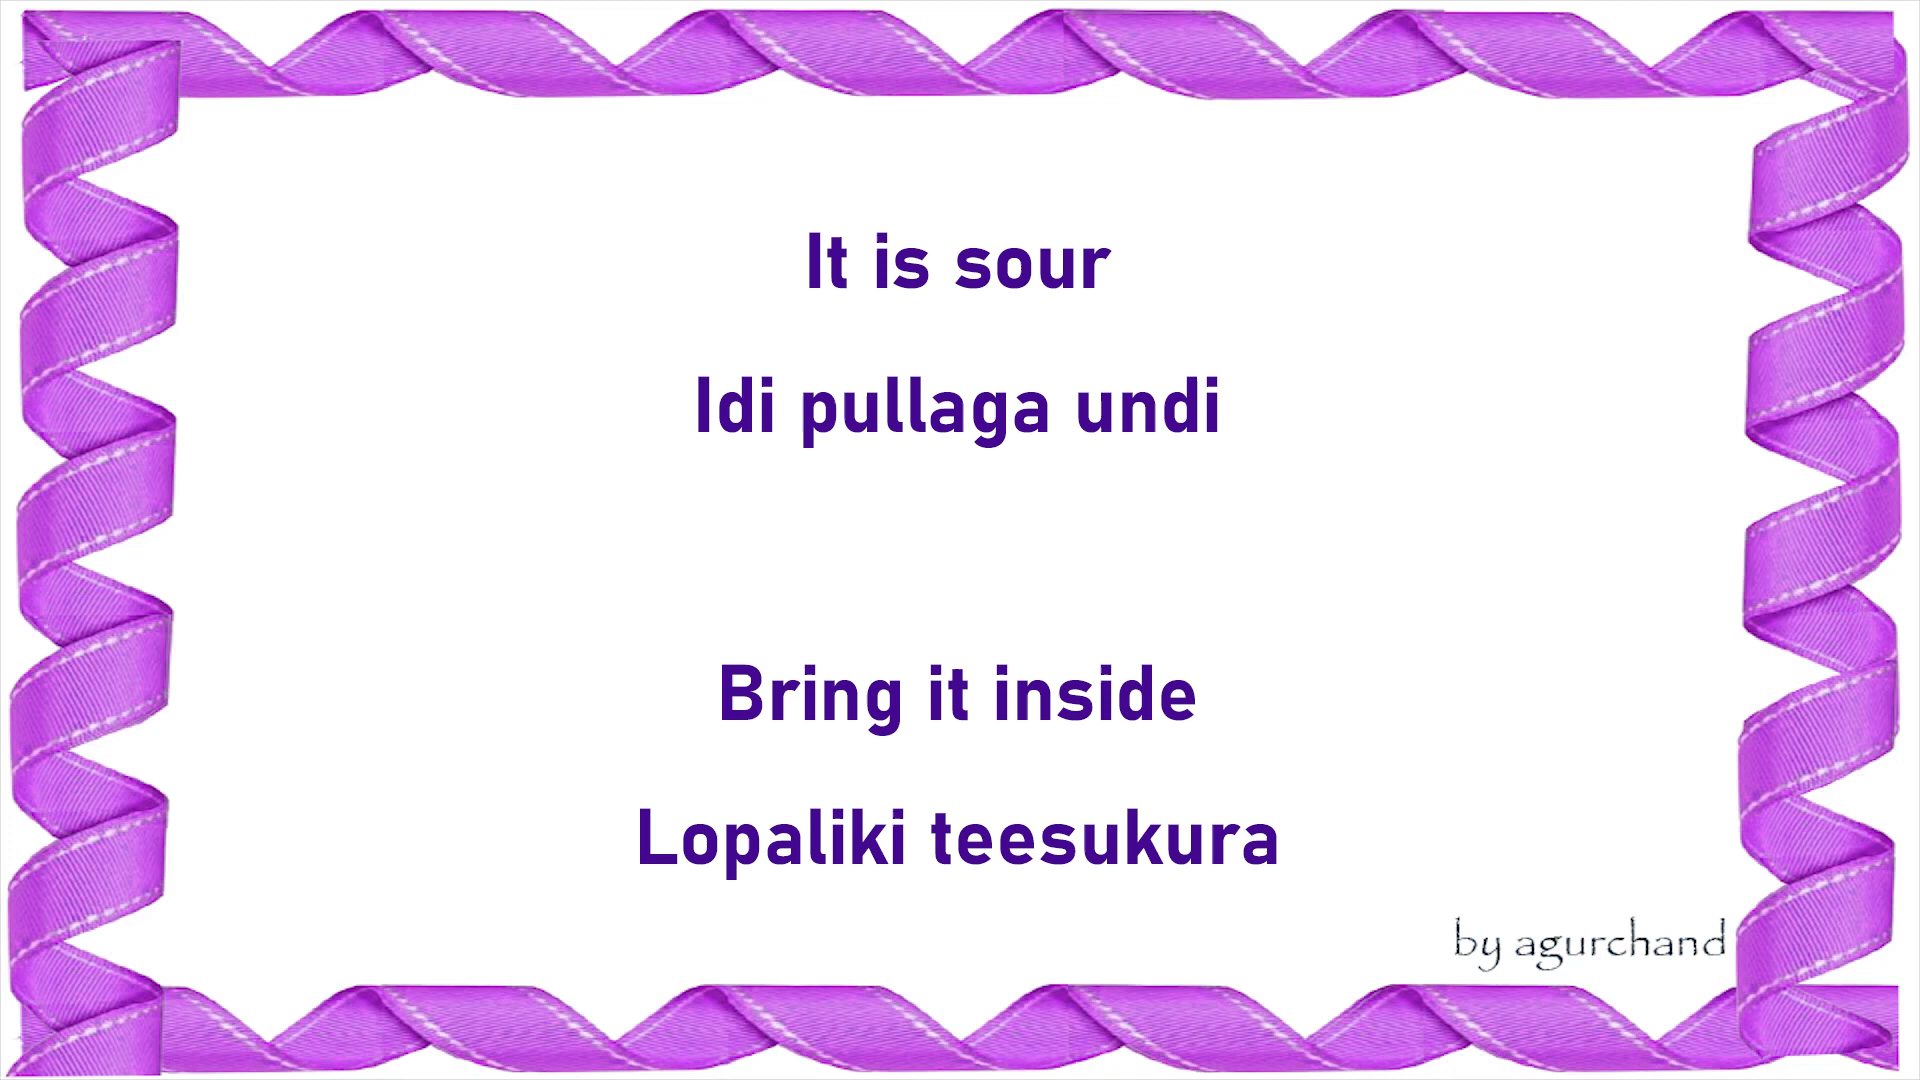 It is sour
Idi pullaga undi
Bring it inside
Lopaliki teesukura
by agurchand